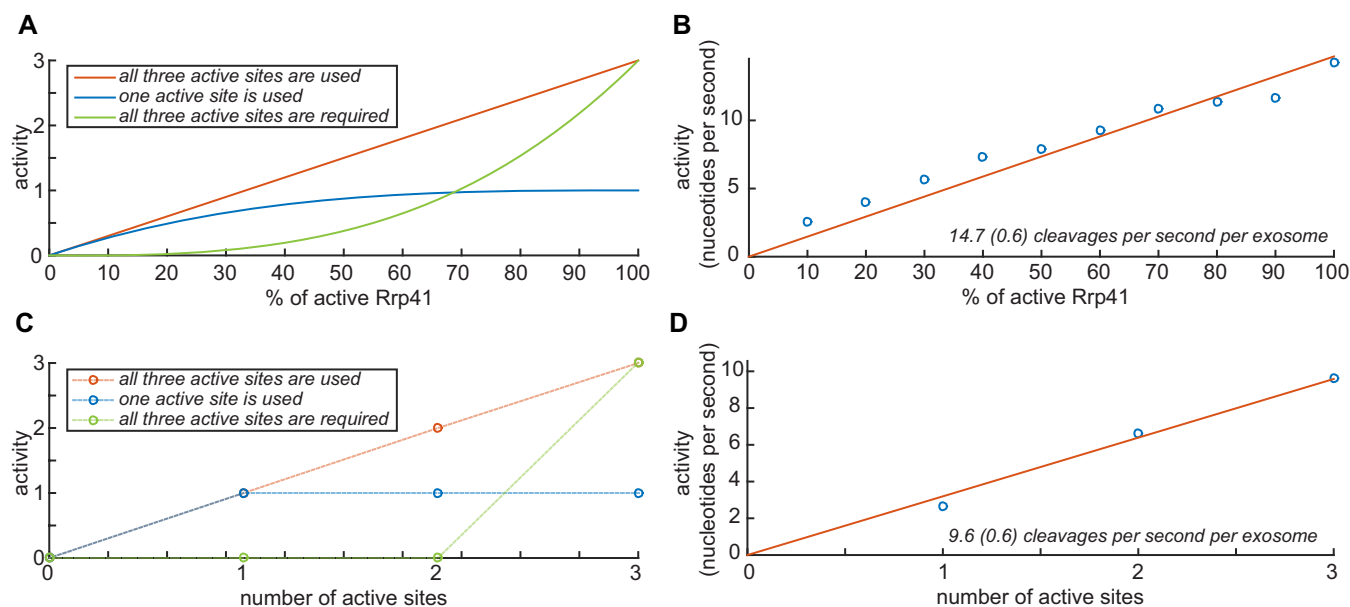 A
3
2
1
0
activity
all three active sites are used
one active site is used
all three active sites are required
0 10 20 30 40 50 60 70 80 90 100
% of active Rrp41
B
10
5
0
activity
(nuceotides per second)
14.7 (0.6) cleavages per second per exosome
0 10 20 30 40 50 60 70 80 90 100
% of active Rrp41
C
3
2
1
0
activity
all three active sites are used
one active site is used
all three active sites are required
0 1 2 3
number of active sites
D
10
8
6
4
2
0
activity
(nucleotides per second)
9.6 (0.6) cleavages per second per exosome
0 1 2 3
number of active sites